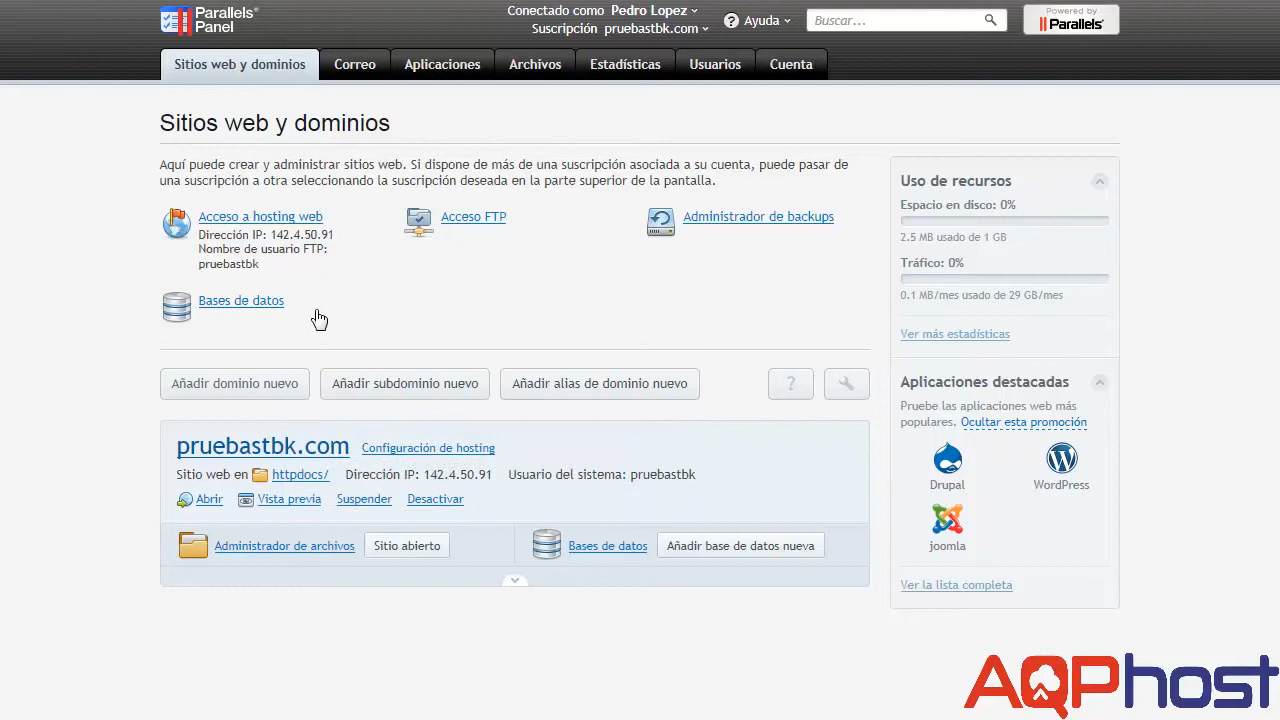 Parallels®
Panel
Conectado como Pedro Lopez
Suscripción pruebastbk.com
? Ayuda
Buscar...
Powered by
Parallels®
Sitios web y dominios
Correo
Aplicaciones
Archivos
Estadísticas
Usuarios
Cuenta
Sitios web y dominios
Aquí puede crear y administrar sitios web. Si dispone de más de una suscripción asociada a su cuenta, puede pasar de
una suscripción a otra seleccionando la suscripción deseada en la parte superior de la pantalla.
Acceso a hosting web
Dirección IP: 142.4.50.91
Nombre de usuario FTP:
pruebastbk
Acceso FTP
Administrador de backups
Bases de datos
Añadir dominio nuevo
Añadir subdominio nuevo
Añadir alias de dominio nuevo
?
pruebastbk.com Configuración de hosting
Sitio web en httpdocs/ Dirección IP: 142.4.50.91 Usuario del sistema: pruebastbk
Abrir Vista previa Suspender Desactivar
Administrador de archivos Sitio abierto
Bases de datos Añadir base de datos nueva
Uso de recursos
Espacio en disco: 0%
2.5 MB usado de 1 GB
Tráfico: 0%
0.1 MB/mes usado de 29 GB/mes
Ver más estadísticas
Aplicaciones destacadas
Pruebe las aplicaciones web más
populares. Ocultar esta promoción
Drupal
WordPress
joomla
Ver la lista completa
AQPhost